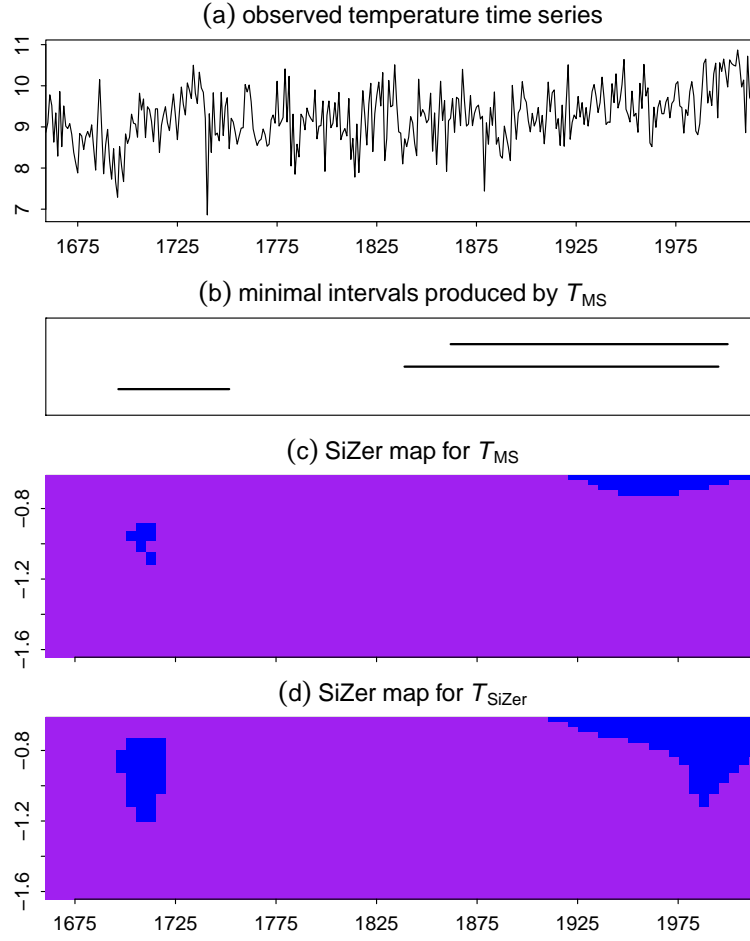 (a) observed temperature time series
11
10
9
8
7
1675 1725 1775 1825 1875 1925 1975
(b) minimal intervals produced by T_MS
(c) SiZer map for T_MS
−0.8
−1.2
−1.6
(d) SiZer map for T_SiZer
−0.8
−1.2
−1.6
1675 1725 1775 1825 1875 1925 1975